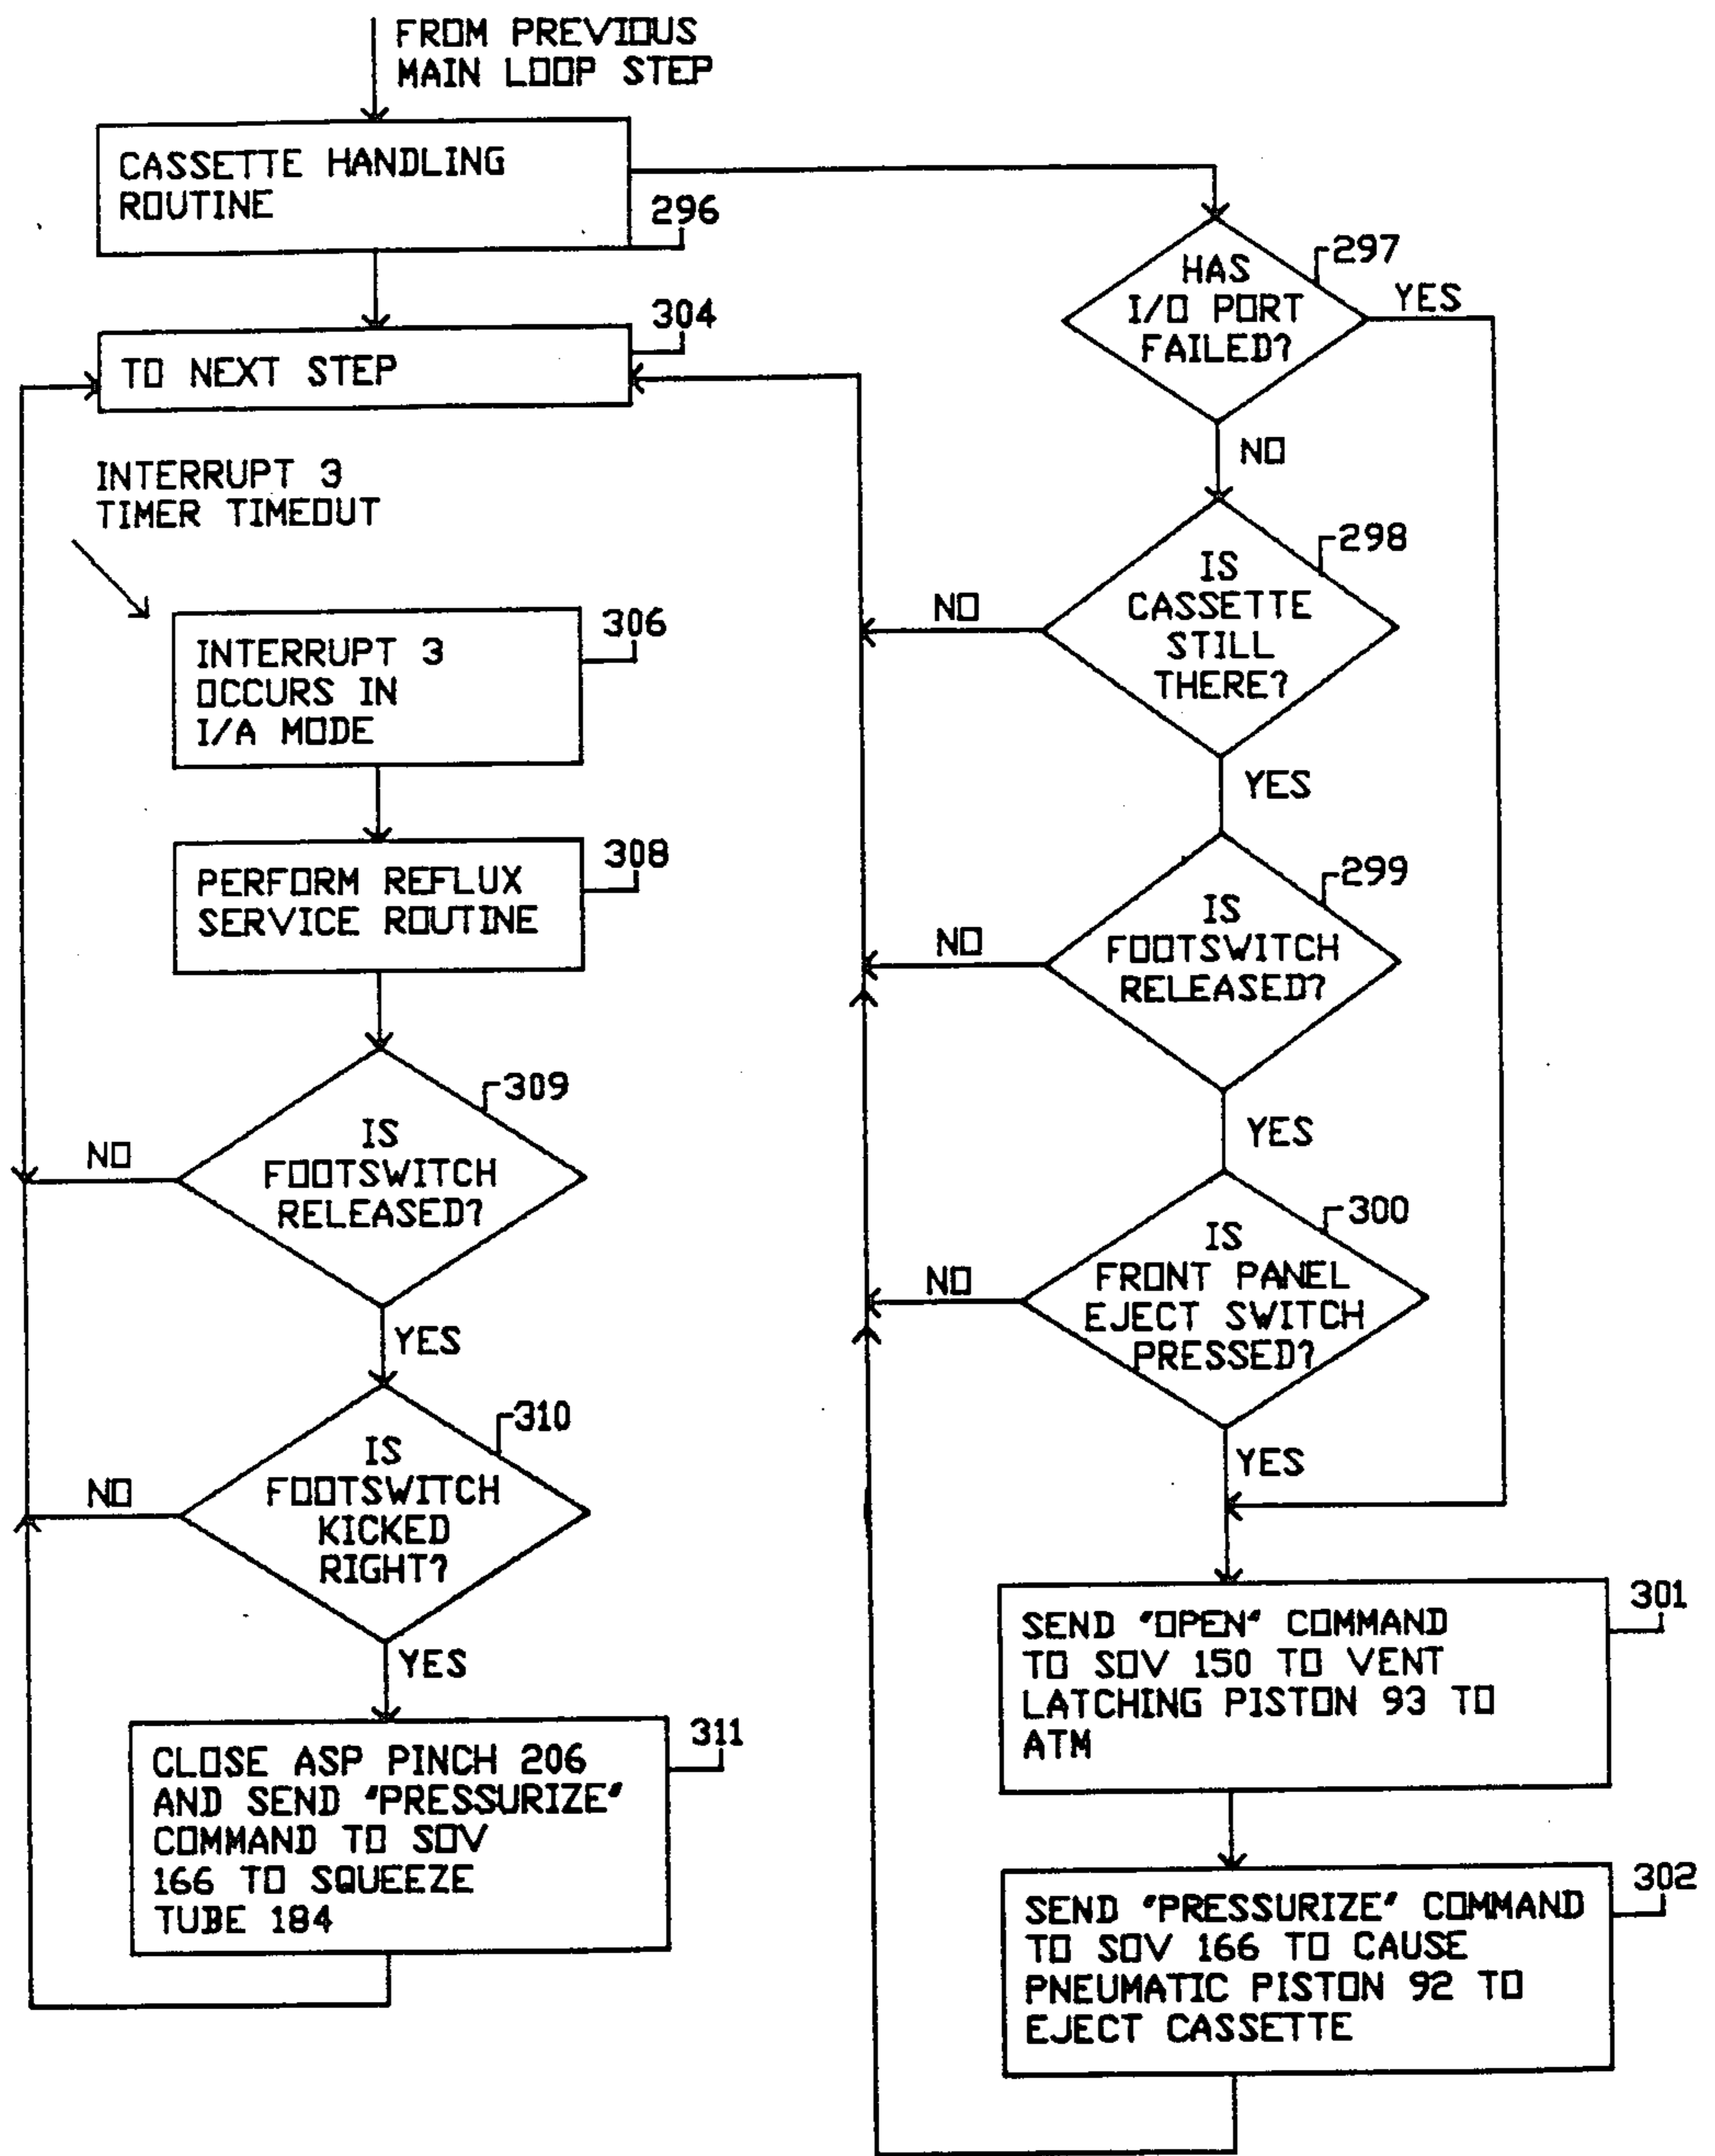 FROM PREVIOUS
MAIN LOOP STEP
CASSETTE HANDLING
ROUTINE
296
304
TO NEXT STEP
297
HAS
I/O PORT
FAILED?
YES
NO
298
IS
CASSETTE
STILL
THERE?
NO
YES
299
IS
FOOTSWITCH
RELEASED?
NO
YES
300
IS
FRONT PANEL
EJECT SWITCH
PRESSED?
NO
YES
301
SEND "OPEN" COMMAND
TO SOV 150 TO VENT
LATCHING PISTON 93 TO
ATM
302
SEND "PRESSURIZE" COMMAND
TO SOV 166 TO CAUSE
PNEUMATIC PISTON 92 TO
EJECT CASSETTE
INTERRUPT 3
TIMER TIMEOUT
306
INTERRUPT 3
OCCURS IN
I/A MODE
308
PERFORM REFLUX
SERVICE ROUTINE
309
IS
FOOTSWITCH
RELEASED?
NO
YES
310
IS
FOOTSWITCH
KICKED
RIGHT?
NO
YES
311
CLOSE ASP PINCH 206
AND SEND "PRESSURIZE"
COMMAND TO SOV
166 TO SQUEEZE
TUBE 184